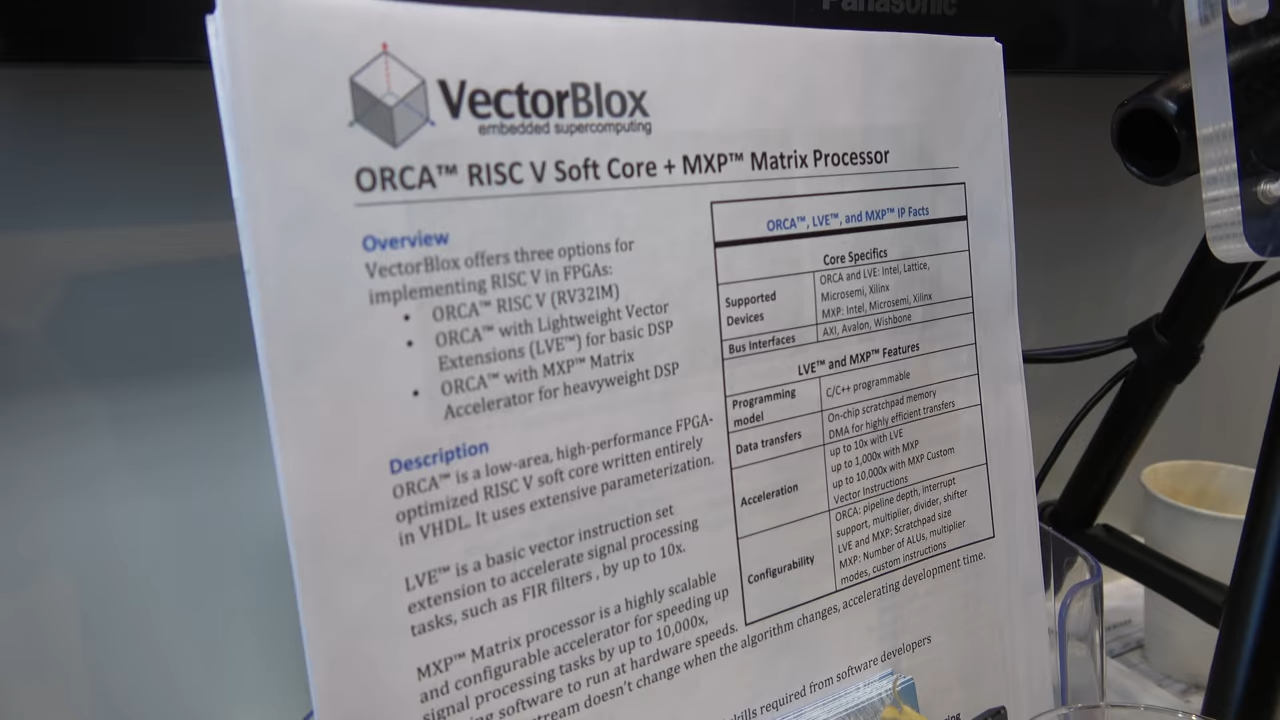 Panasonic
VectorBlox
embedded supercomputing
ORCA™ RISC V Soft Core + MXP™ Matrix Processor
Overview
VectorBlox offers three options for
implementing RISC V in FPGAs:
• ORCA™ RISC V (RV32IM)
• ORCA™ with Lightweight Vector
Extensions (LVE™) for basic DSP
• ORCA™ with MXP™ Matrix
Accelerator for heavyweight DSP
Description
ORCA™ is a low-area, high-performance FPGA-
optimized RISC V soft core written entirely
in VHDL. It uses extensive parameterization.
LVE™ is a basic vector instruction set
extension to accelerate signal processing
tasks, such as FIR filters , by up to 10x.
MXP™ Matrix processor is a highly scalable
and configurable accelerator for speeding up
signal processing tasks by up to 10,000x,
software to run at hardware speeds.
doesn't change when the algorithm changes, accelerating development time.
required from software developers
ORCA™, LVE™, and MXP™ IP Facts
Core Specifics
Supported
Devices
ORCA and LVE: Intel, Lattice,
Microsemi, Xilinx
MXP: Intel, Microsemi, Xilinx
Bus Interfaces
AXI, Avalon, Wishbone
LVE™ and MXP™ Features
Programming
model
C/C++ programmable
Data transfers
On-chip scratchpad memory
DMA for highly efficient transfers
Acceleration
up to 10x with LVE
up to 1,000x with MXP
up to 10,000x with MXP Custom
Vector Instructions
Configurability
ORCA: pipeline depth, interrupt
support, multiplier, divider, shifter
LVE and MXP: Scratchpad size
MXP: Number of ALUs, multiplier
modes, custom instructions